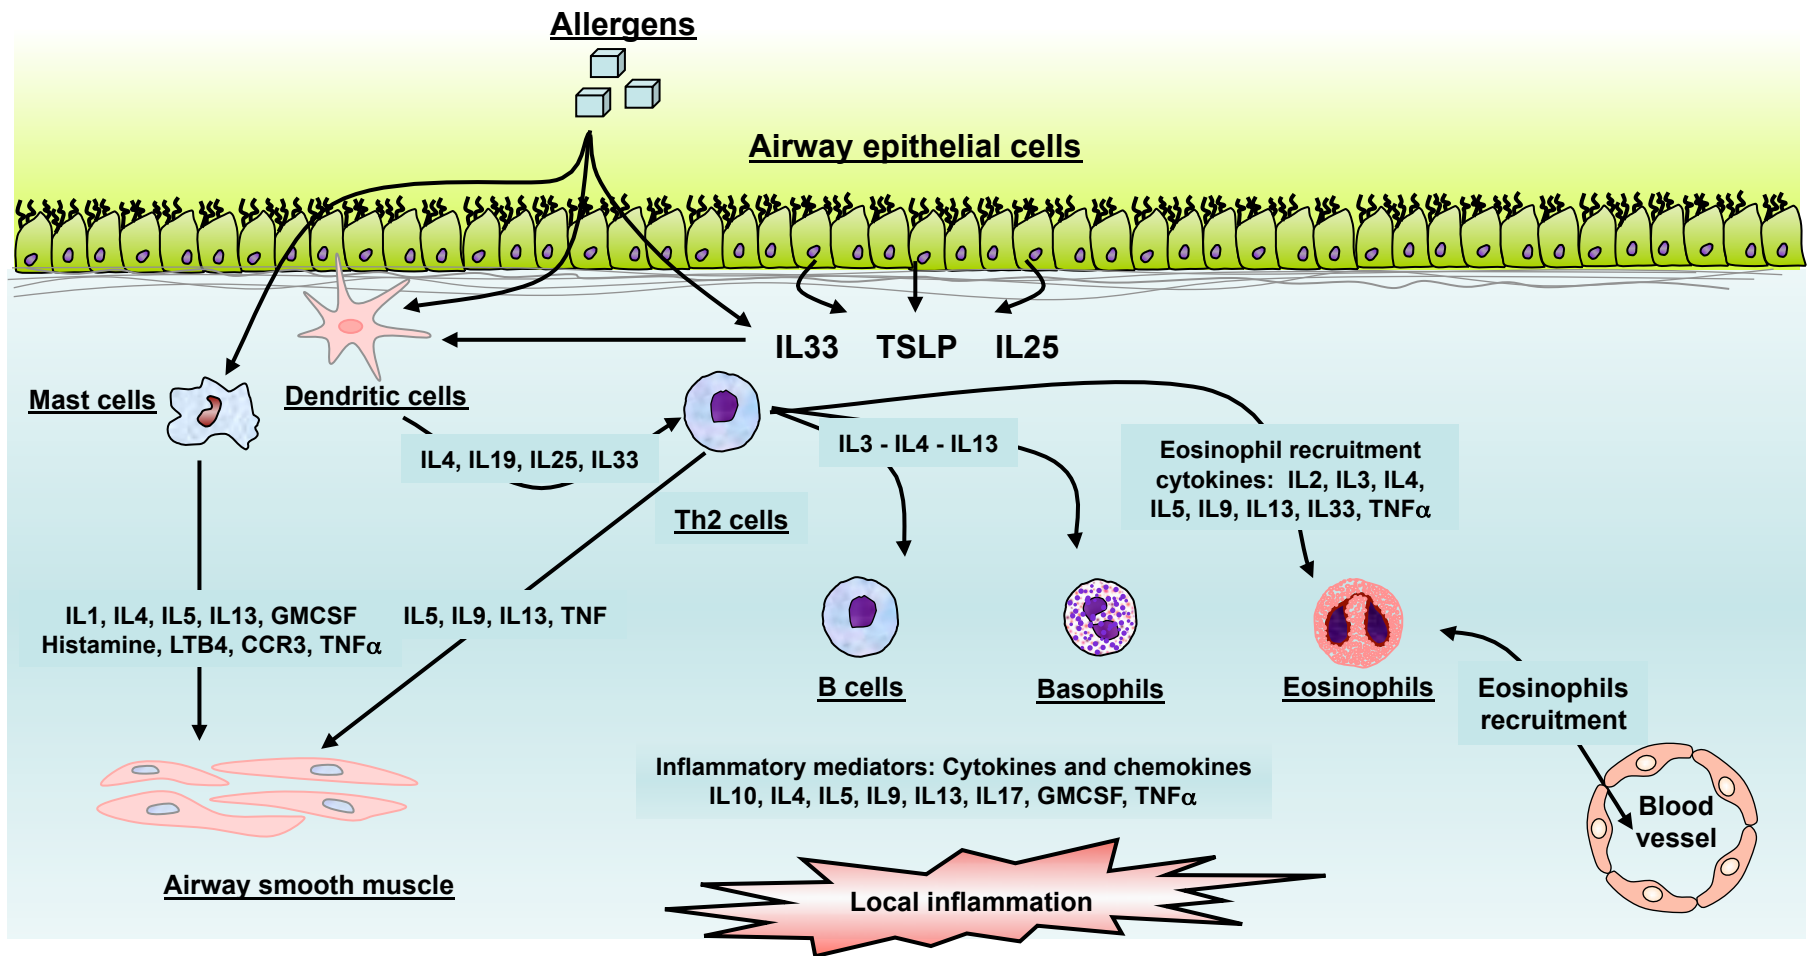 Allergens
Airway epithelial cells
IL33 TSLP IL25
Mast cells
Dendritic cells
IL4, IL19, IL25, IL33
IL3 - IL4 - IL13
Eosinophil recruitment
cytokines: IL2, IL3, IL4,
IL5, IL9, IL13, IL33, TNFα
Th2 cells
IL1, IL4, IL5, IL13, GMCSF
Histamine, LTB4, CCR3, TNFα
IL5, IL9, IL13, TNF
B cells
Basophils
Eosinophils
Eosinophils
recruitment
Inflammatory mediators: Cytokines and chemokines
IL10, IL4, IL5, IL9, IL13, IL17, GMCSF, TNFα
Blood
vessel
Airway smooth muscle
Local inflammation